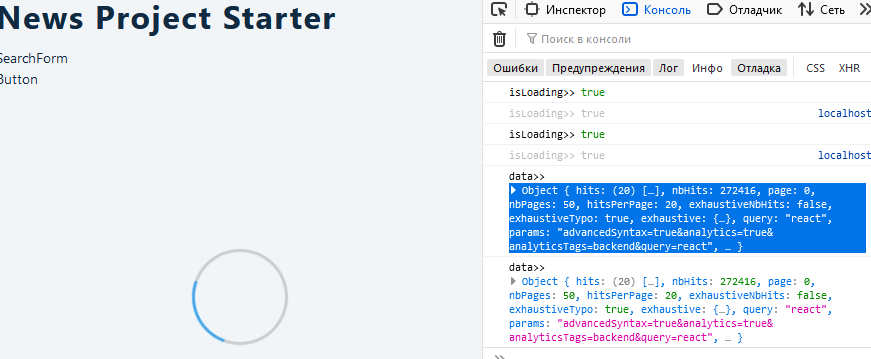 News Project Starter
SearchForm
Button
Инспектор Консоль Отладчик Сеть
Поиск в консоли
Ошибки Предупреждения Лог Инфо Отладка CSS XHR
isLoading>> true
isLoading>> true localhost
isLoading>> true
isLoading>> true localhost
data>>
Object { hits: (20) […], nbHits: 272416, page: 0,
nbPages: 50, hitsPerPage: 20, exhaustiveNbHits: false,
exhaustiveTypo: true, exhaustive: {…}, query: "react",
params: "advancedSyntax=true&analytics=true&
analyticsTags=backend&query=react", … }
data>>
Object { hits: (20) […], nbHits: 272416, page: 0,
nbPages: 50, hitsPerPage: 20, exhaustiveNbHits: false,
exhaustiveTypo: true, exhaustive: {…}, query: "react",
params: "advancedSyntax=true&analytics=true&
analyticsTags=backend&query=react", … }